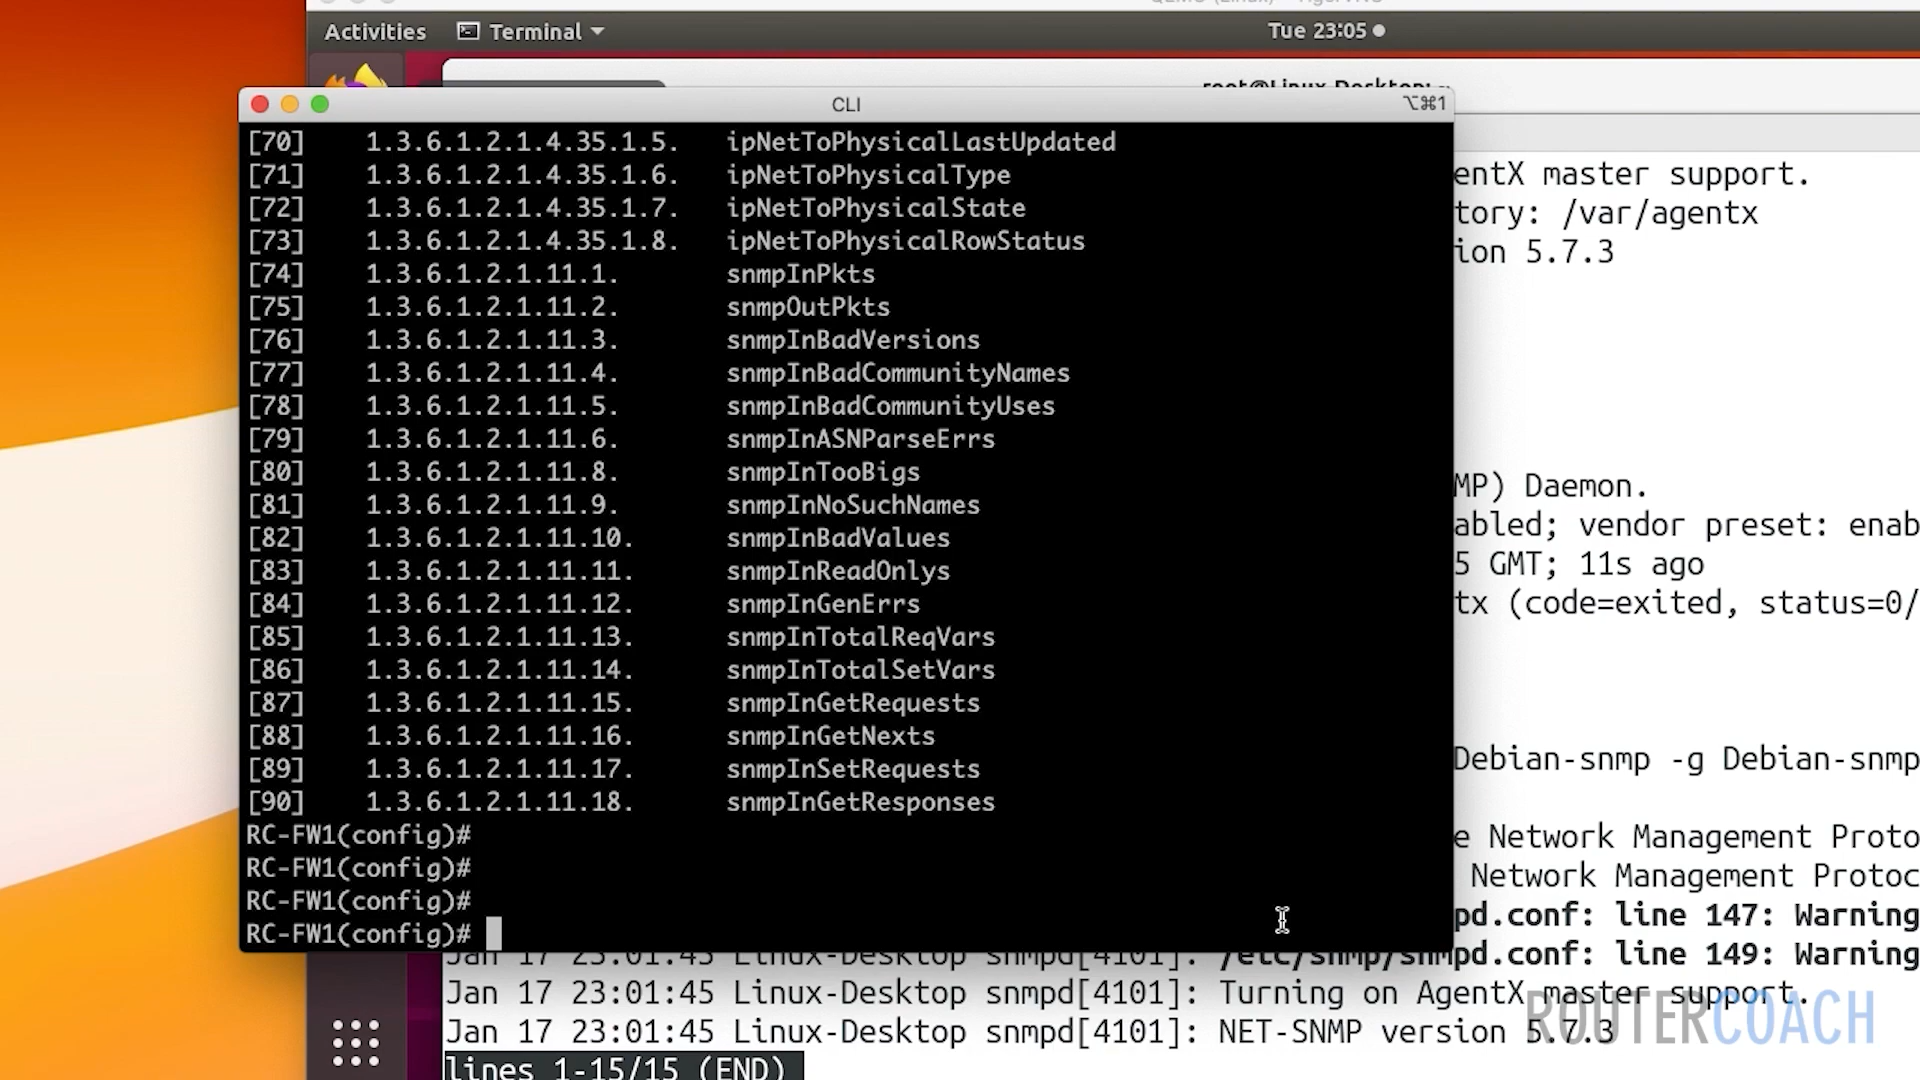 Activities Terminal Tue 23:05
root@Linux-Desktop: ~
CLI ⌥⌘1
[70] 1.3.6.1.2.1.4.35.1.5. ipNetToPhysicalLastUpdated
[71] 1.3.6.1.2.1.4.35.1.6. ipNetToPhysicalType
[72] 1.3.6.1.2.1.4.35.1.7. ipNetToPhysicalState
[73] 1.3.6.1.2.1.4.35.1.8. ipNetToPhysicalRowStatus
[74] 1.3.6.1.2.1.11.1. snmpInPkts
[75] 1.3.6.1.2.1.11.2. snmpOutPkts
[76] 1.3.6.1.2.1.11.3. snmpInBadVersions
[77] 1.3.6.1.2.1.11.4. snmpInBadCommunityNames
[78] 1.3.6.1.2.1.11.5. snmpInBadCommunityUses
[79] 1.3.6.1.2.1.11.6. snmpInASNParseErrs
[80] 1.3.6.1.2.1.11.8. snmpInTooBigs
[81] 1.3.6.1.2.1.11.9. snmpInNoSuchNames
[82] 1.3.6.1.2.1.11.10. snmpInBadValues
[83] 1.3.6.1.2.1.11.11. snmpInReadOnlys
[84] 1.3.6.1.2.1.11.12. snmpInGenErrs
[85] 1.3.6.1.2.1.11.13. snmpInTotalReqVars
[86] 1.3.6.1.2.1.11.14. snmpInTotalSetVars
[87] 1.3.6.1.2.1.11.15. snmpInGetRequests
[88] 1.3.6.1.2.1.11.16. snmpInGetNexts
[89] 1.3.6.1.2.1.11.17. snmpInSetRequests
[90] 1.3.6.1.2.1.11.18. snmpInGetResponses
RC-FW1(config)#
RC-FW1(config)#
RC-FW1(config)#
RC-FW1(config)#
entX master support.
tory: /var/agentx
ion 5.7.3
MP) Daemon.
abled; vendor preset: enab
5 GMT; 11s ago
tx (code=exited, status=0/
Debian-snmp -g Debian-snmp
e Network Management Proto
Network Management Protoc
pd.conf: line 147: Warning
Jan 17 23:01:45 Linux-Desktop snmpd[4101]: /etc/snmp/snmpd.conf: line 149: Warning
Jan 17 23:01:45 Linux-Desktop snmpd[4101]: Turning on AgentX master support.
Jan 17 23:01:45 Linux-Desktop snmpd[4101]: NET-SNMP version 5.7.3
lines 1-15/15 (END)
ROUTERCOACH